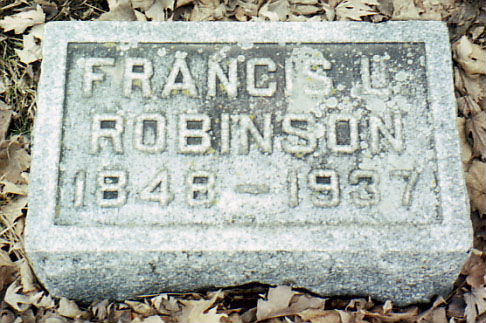 FRANCIS L.
ROBINSON
1848-1937